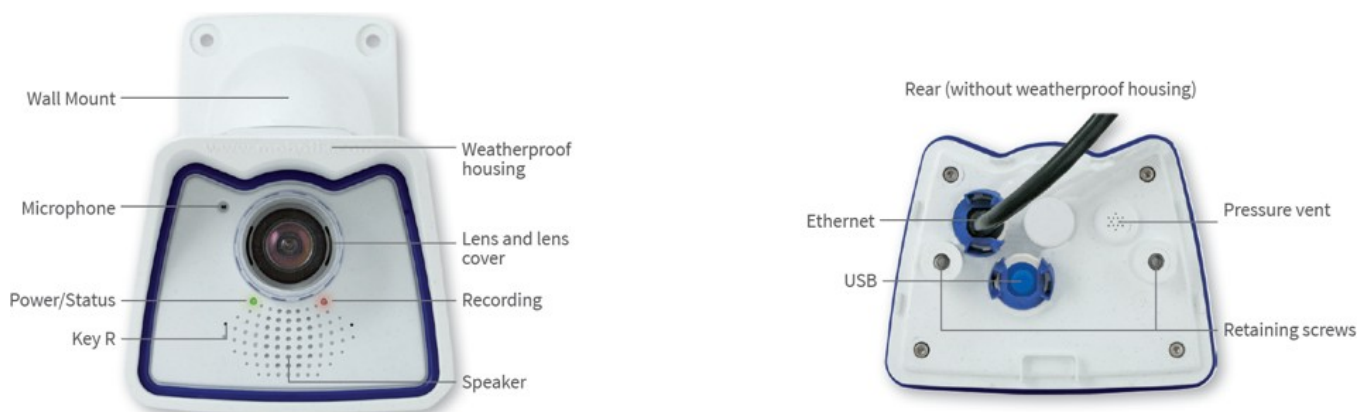 Wall Mount
Weatherproof
housing
Microphone
Lens and lens
cover
Power/Status
Recording
Key R
Speaker
Rear (without weatherproof housing)
Ethernet
Pressure vent
USB
Retaining screws